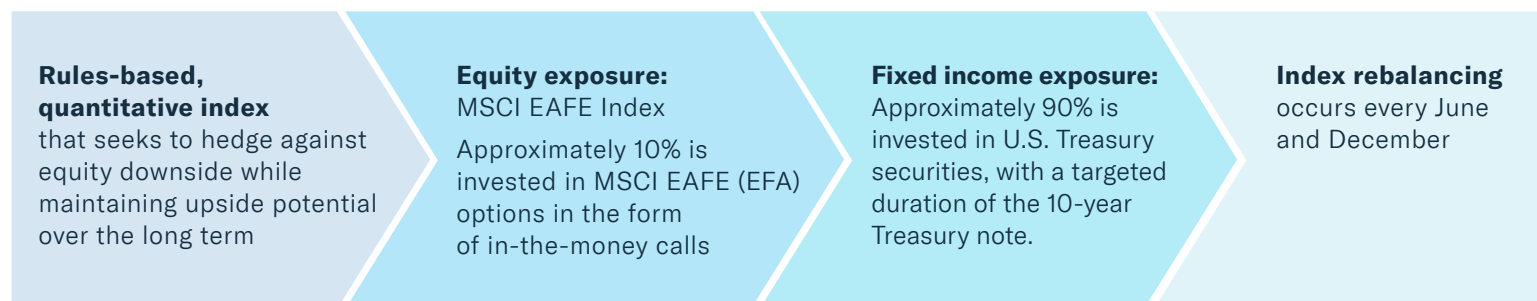 Rules-based,
quantitative index
that seeks to hedge against
equity downside while
maintaining upside potential
over the long term
Equity exposure:
MSCI EAFE Index
Approximately 10% is
invested in MSCI EAFE (EFA)
options in the form
of in-the-money calls
Fixed income exposure:
Approximately 90% is
invested in U.S. Treasury
securities, with a targeted
duration of the 10-year
Treasury note.
Index rebalancing
occurs every June
and December